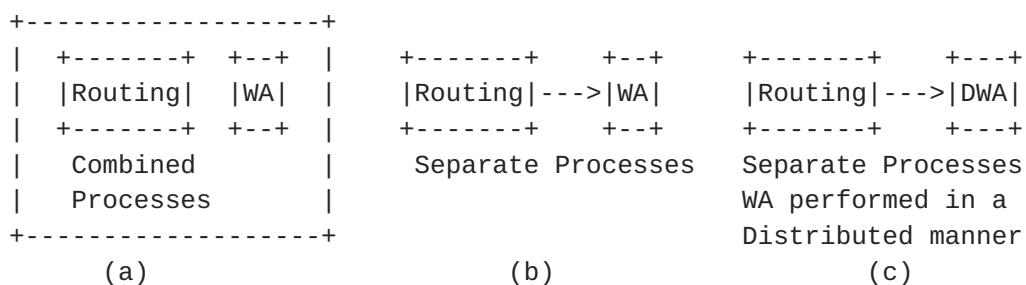 +-------------------+
|  +-------+  +--+  |    +-------+    +--+     +-------+    +---+
|  |Routing|  |WA|  |    |Routing|--->|WA|     |Routing|--->|DWA|
|  +-------+  +--+  |    +-------+    +--+     +-------+    +---+
|   Combined        |     Separate Processes   Separate Processes
|   Processes       |                          WA performed in a
+-------------------+                          Distributed manner
      (a)                       (b)                    (c)